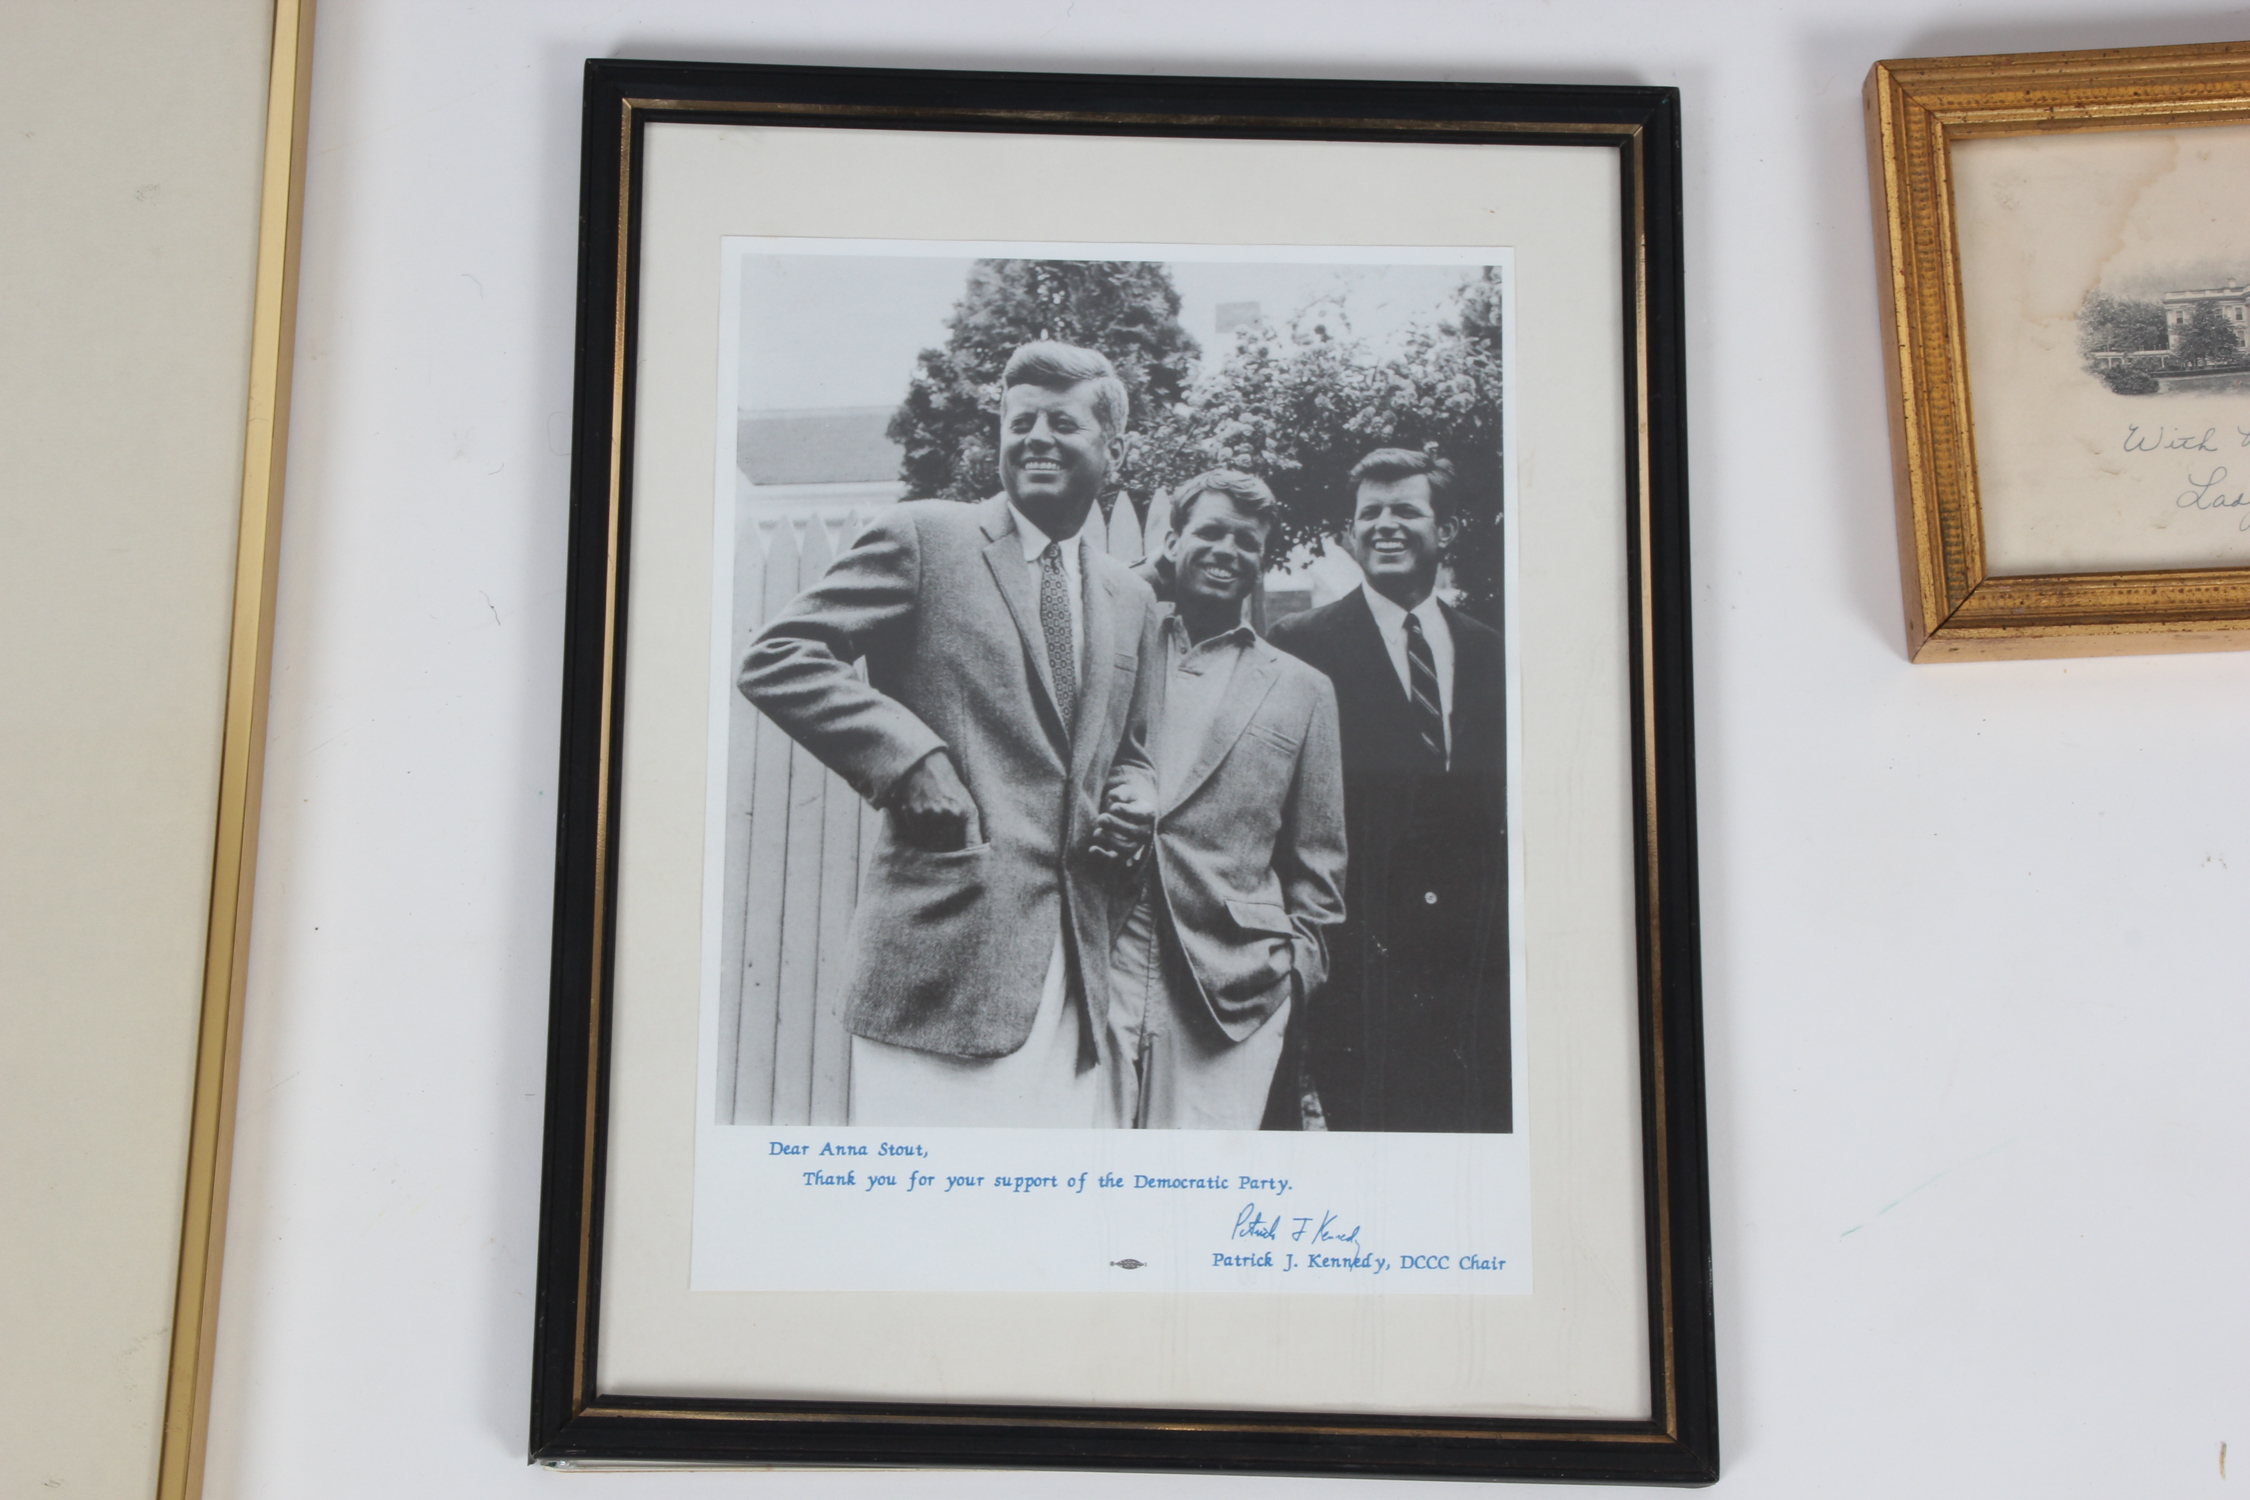 Dear Anna Stout,
Thank you for your support of the Democratic Party.
Patrick J Kennedy
Patrick J. Kennedy, DCCC Chair
With
Lady